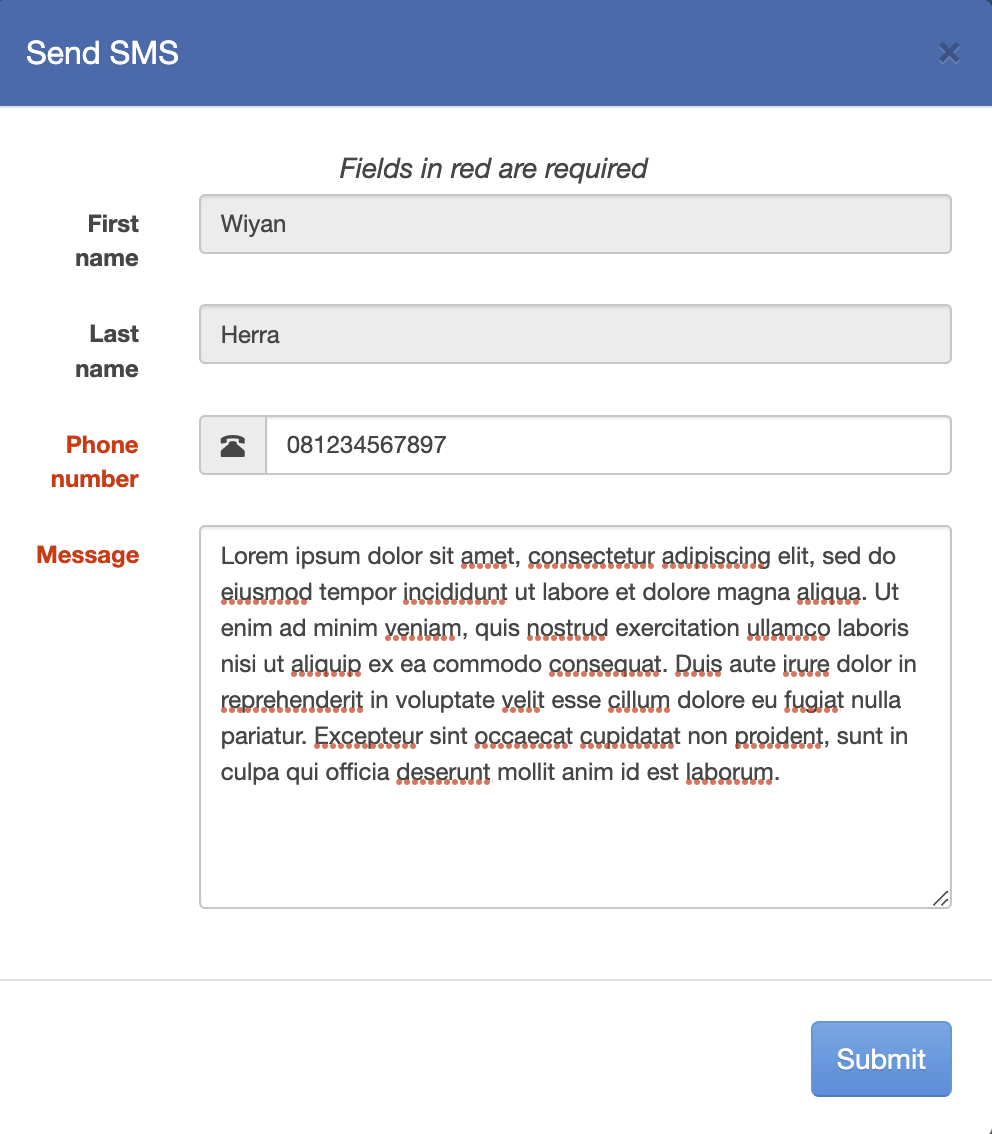 Send SMS
Fields in red are required
First
name
Wiyan
Last
name
Herra
Phone
number
081234567897
Message
Lorem ipsum dolor sit amet, consectetur adipiscing elit, sed do
eiusmod tempor incididunt ut labore et dolore magna aliqua. Ut
enim ad minim veniam, quis nostrud exercitation ullamco laboris
nisi ut aliquip ex ea commodo consequat. Duis aute irure dolor in
reprehenderit in voluptate velit esse cillum dolore eu fugiat nulla
pariatur. Excepteur sint occaecat cupidatat non proident, sunt in
culpa qui officia deserunt mollit anim id est laborum.
Submit